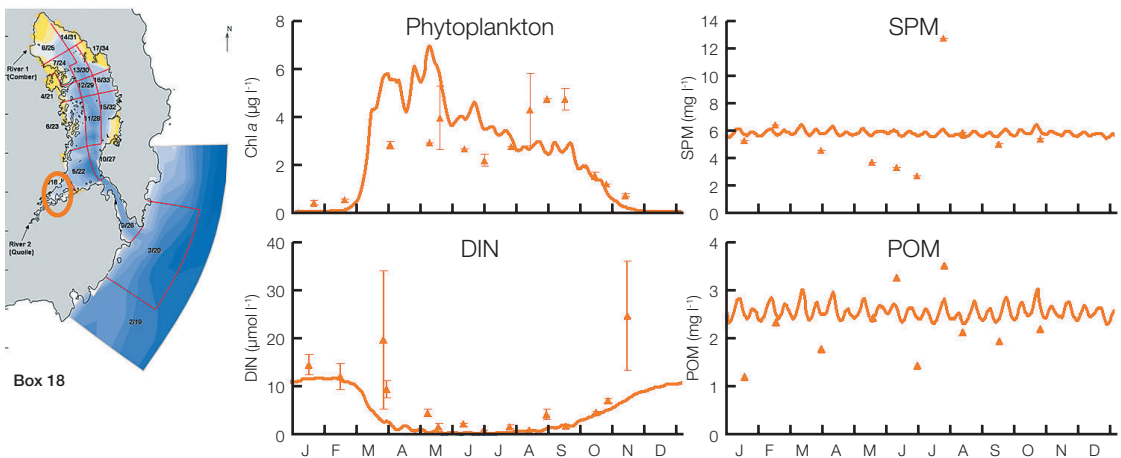 14/31
6/25
17/34
N
7/24
13/30
River 1
(Comber)
16/33
12/29
4/21
15/32
11/28
6/23
10/27
5/22
/18
River 2
(Quoile)
9/26
3/20
2/19
Box 18
Phytoplankton
Chl a (µg l-1)
8
6
4
2
0
SPM
SPM (mg l-1)
14
12
10
8
6
4
2
0
DIN
DIN (µmol l-1)
40
30
20
10
0
J F M A M J J A S O N D
POM
POM (mg l-1)
4
3
2
1
0
J F M A M J J A S O N D